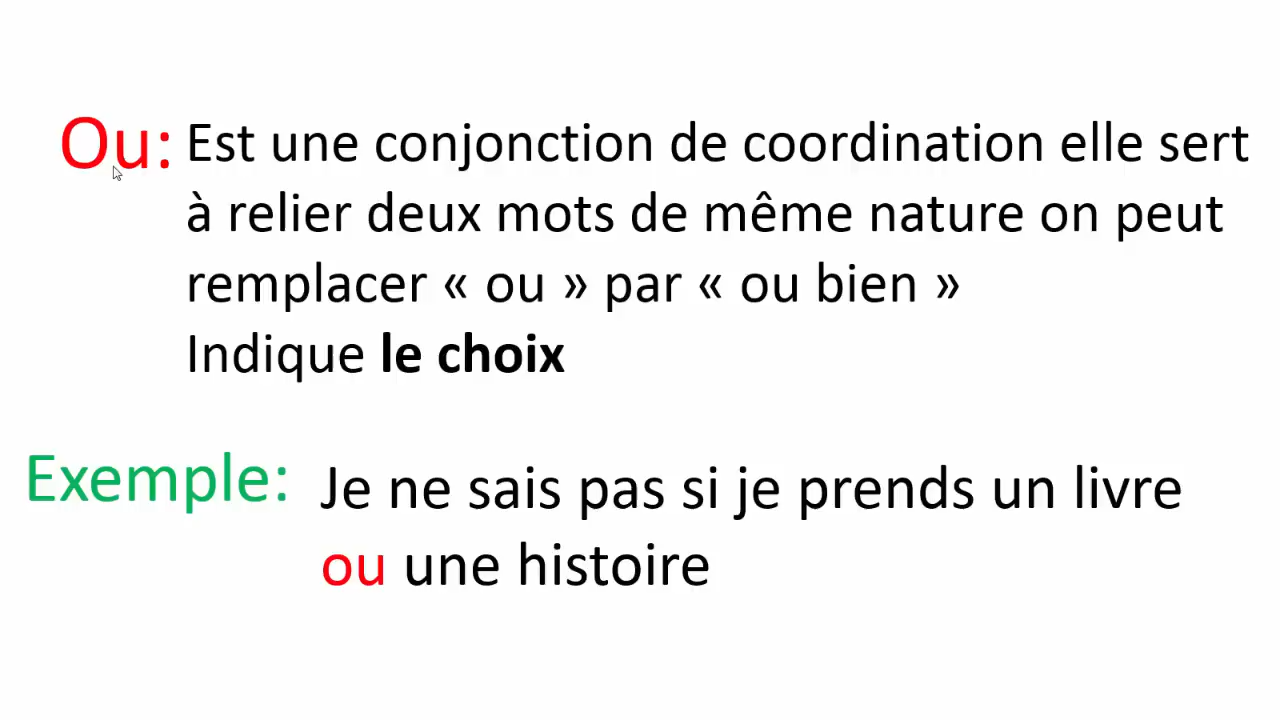 Ou: Est une conjonction de coordination elle sert
à relier deux mots de même nature on peut
remplacer « ou » par « ou bien »
Indique le choix
Exemple: Je ne sais pas si je prends un livre
ou une histoire